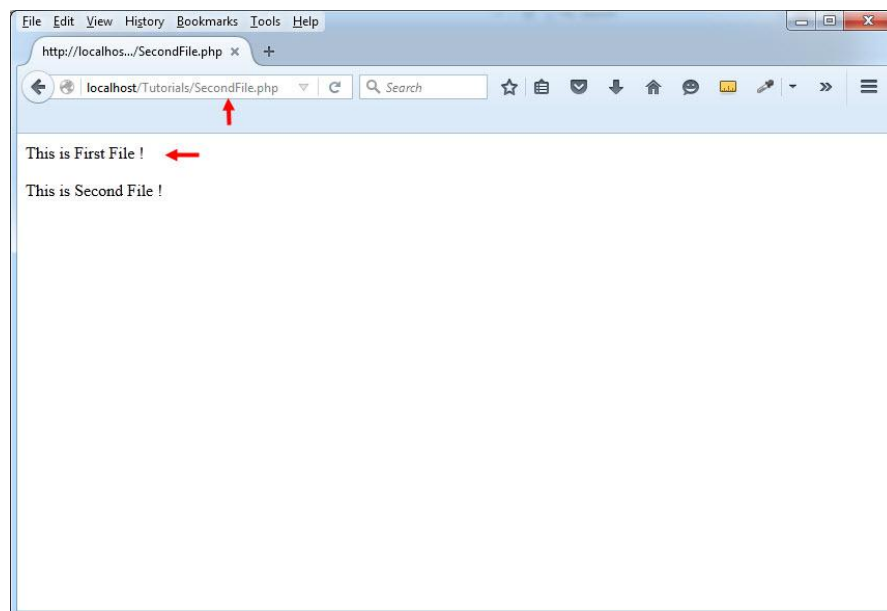 File Edit View History Bookmarks Tools Help
http://localhos.../SecondFile.php × +
localhost/Tutorials/SecondFile.php Search
This is First File !
This is Second File !